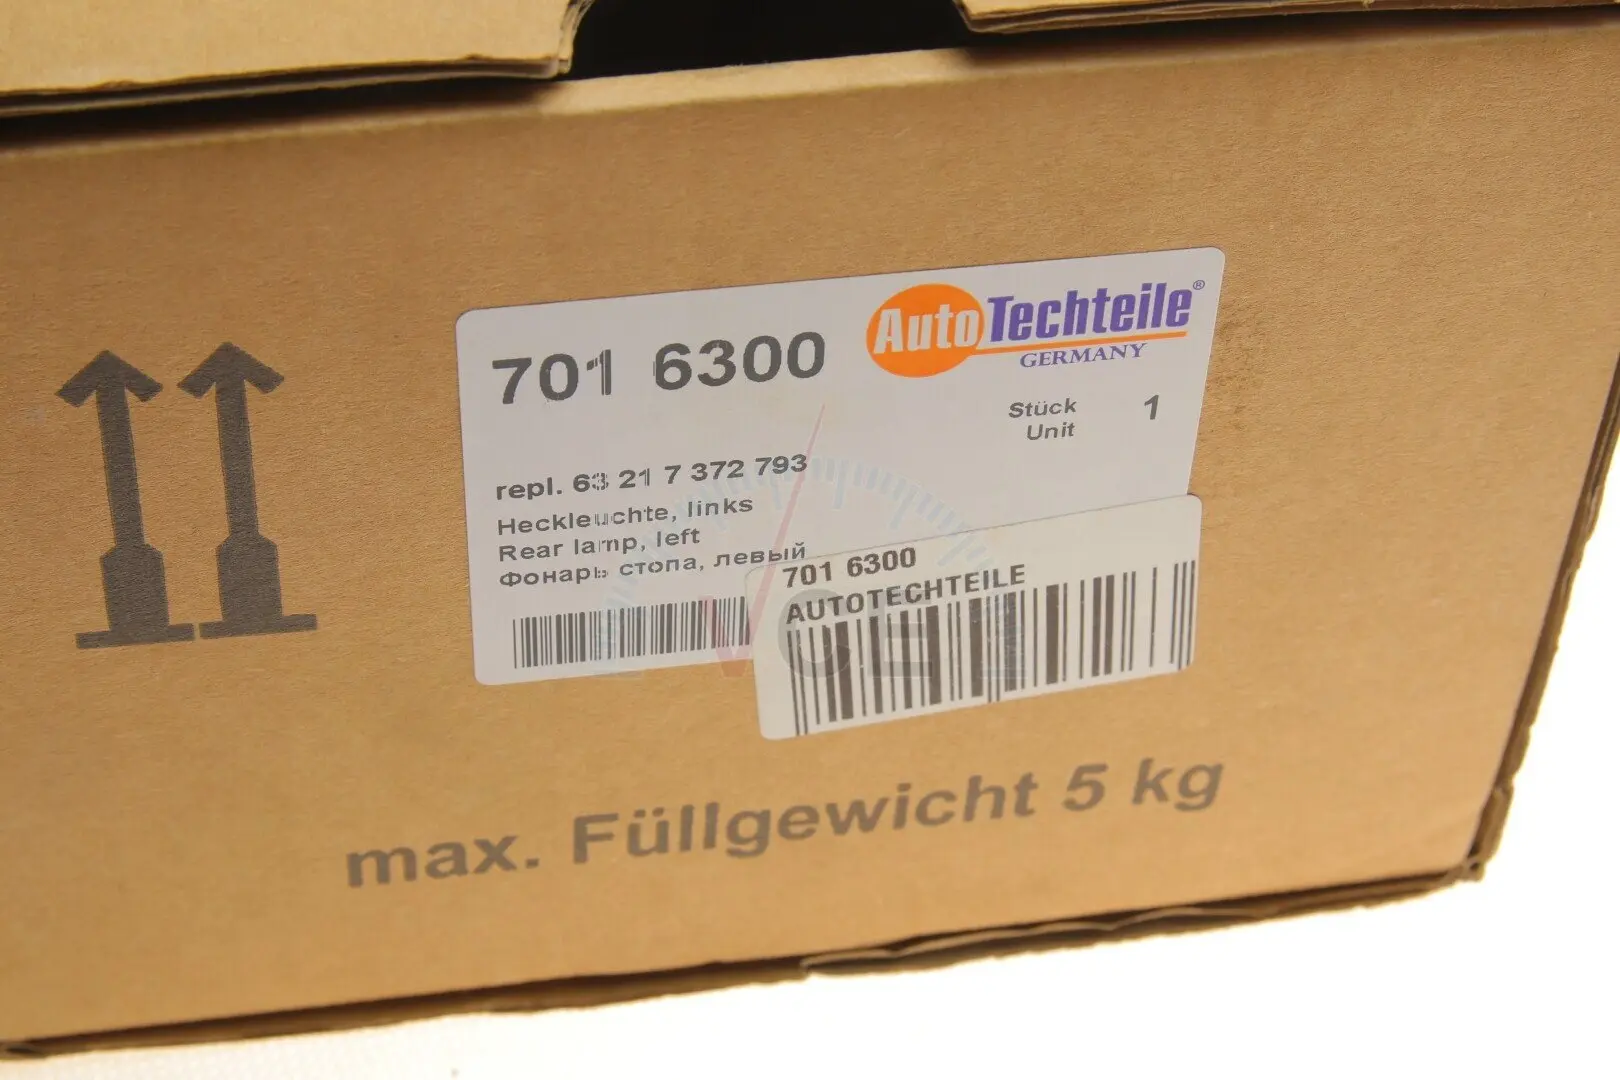 701 6300
AutoTechteile®
GERMANY
Stück 1
Unit
repl. 63 21 7 372 793
Heckleuchte, links
Rear lamp, left
Фонарь стопа, левый
701 6300
AUTOTECHTEILE
max. Füllgewicht 5 kg